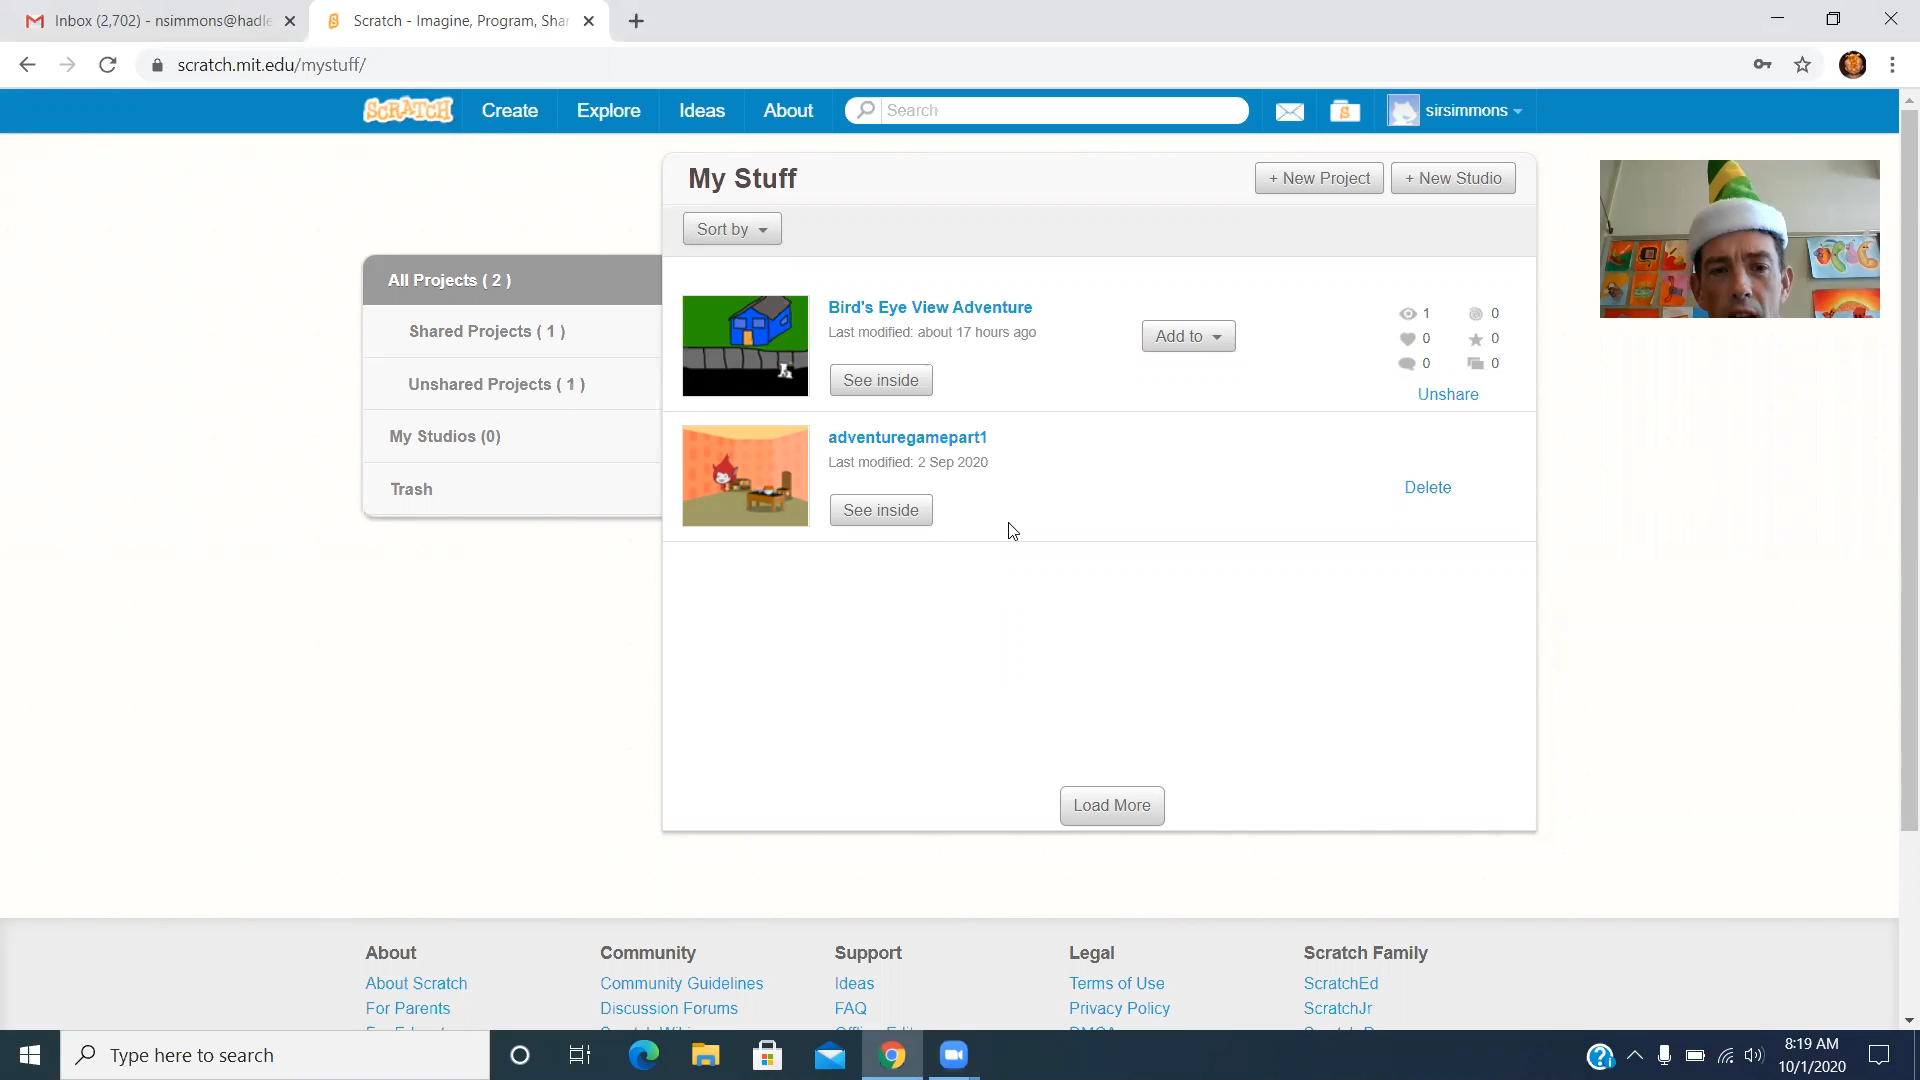 Inbox (2,702) - nsimmons@hadle
Scratch - Imagine, Program, Shar
scratch.mit.edu/mystuff/
SCRATCH
Create
Explore
Ideas
About
Search
S
sirsimmons
My Stuff
+ New Project
+ New Studio
Sort by
All Projects ( 2 )
Shared Projects ( 1 )
Unshared Projects ( 1 )
My Studios (0)
Trash
Bird's Eye View Adventure
Last modified: about 17 hours ago
See inside
Add to
1
0
0
0
0
0
Unshare
adventuregamepart1
Last modified: 2 Sep 2020
See inside
Delete
Load More
About
Community
Support
Legal
Scratch Family
About Scratch
Community Guidelines
Ideas
Terms of Use
ScratchEd
For Parents
Discussion Forums
FAQ
Privacy Policy
ScratchJr
Type here to search
8:19 AM
10/1/2020